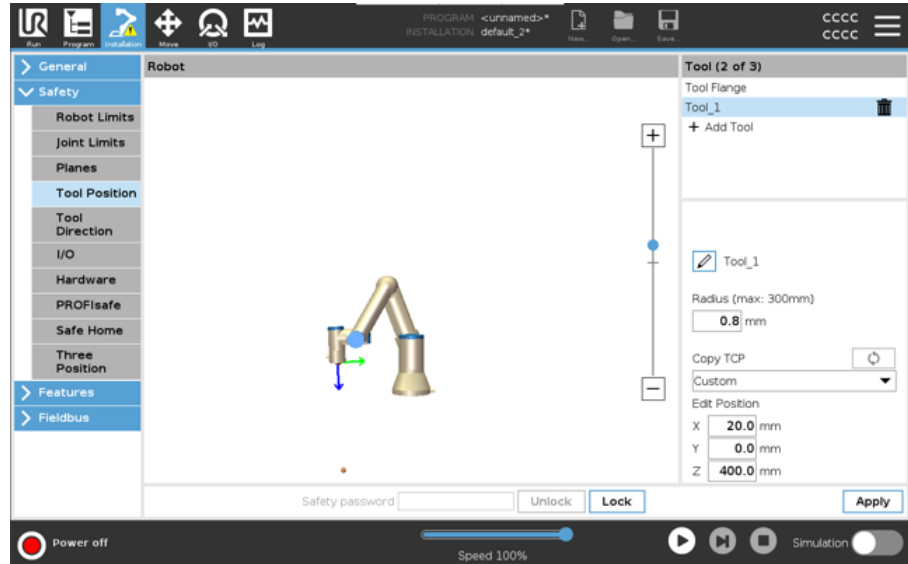 PROGRAM <unnamed>*
INSTALLATION default_2*
New... Open... Save...
cccc
cccc
Run Program Installation Move I/O Log
General
Safety
Robot Limits
Joint Limits
Planes
Tool Position
Tool
Direction
I/O
Hardware
PROFIsafe
Safe Home
Three
Position
Features
Fieldbus
Robot
Tool (2 of 3)
Tool Flange
Tool_1
+ Add Tool
Tool_1
Radius (max: 300mm)
0.8 mm
Copy TCP
Custom
Edit Position
X 20.0 mm
Y 0.0 mm
Z 400.0 mm
Safety password Unlock Lock Apply
Power off
Speed 100%
Simulation